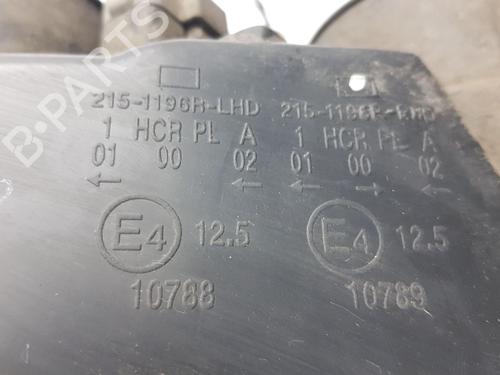 215-1196R-LHD
1 HCR PL A
01 00 02
← → ←
E4 12.5
10788
215-1196R-RHD
1 HCR PL A
01 00 02
← → →
E4 12.5
10789
B-PARTS